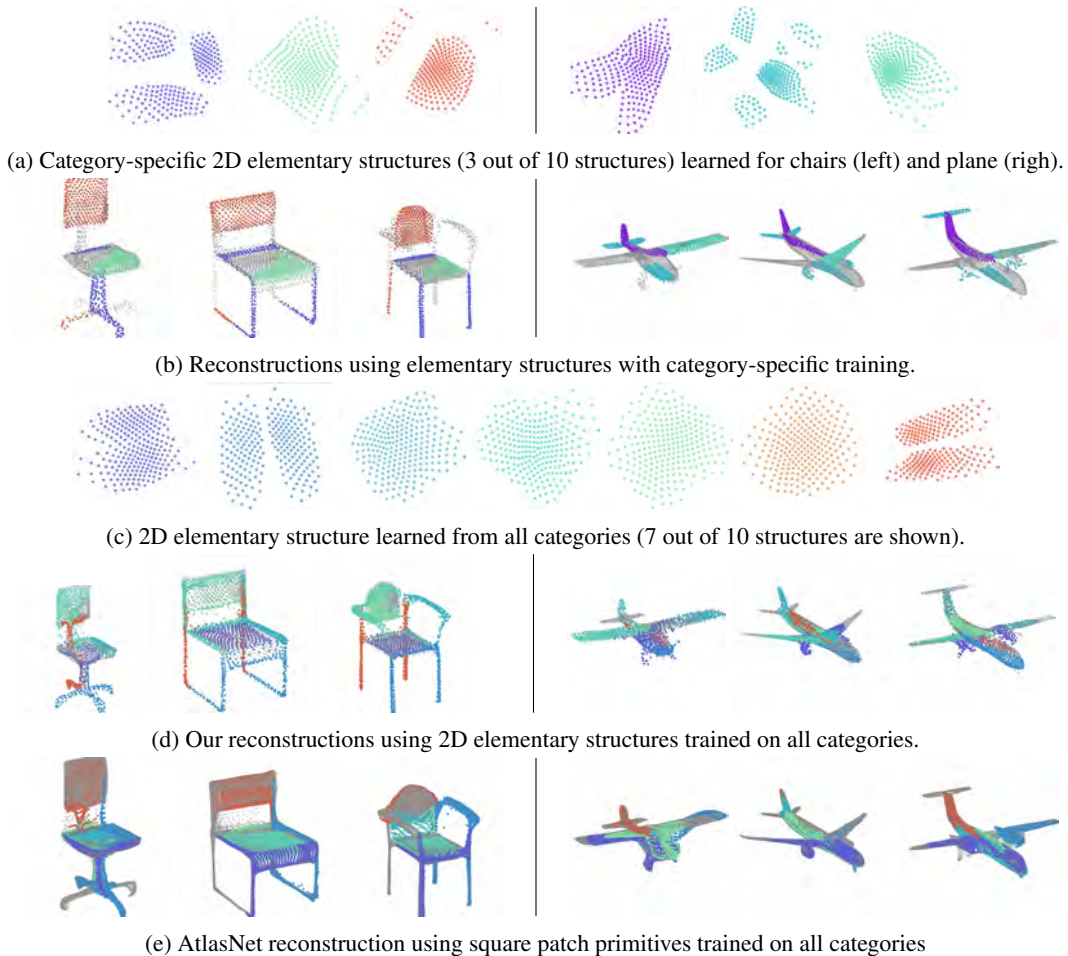 (a) Category-specific 2D elementary structures (3 out of 10 structures) learned for chairs (left) and plane (righ).
(b) Reconstructions using elementary structures with category-specific training.
(c) 2D elementary structure learned from all categories (7 out of 10 structures are shown).
(d) Our reconstructions using 2D elementary structures trained on all categories.
(e) AtlasNet reconstruction using square patch primitives trained on all categories